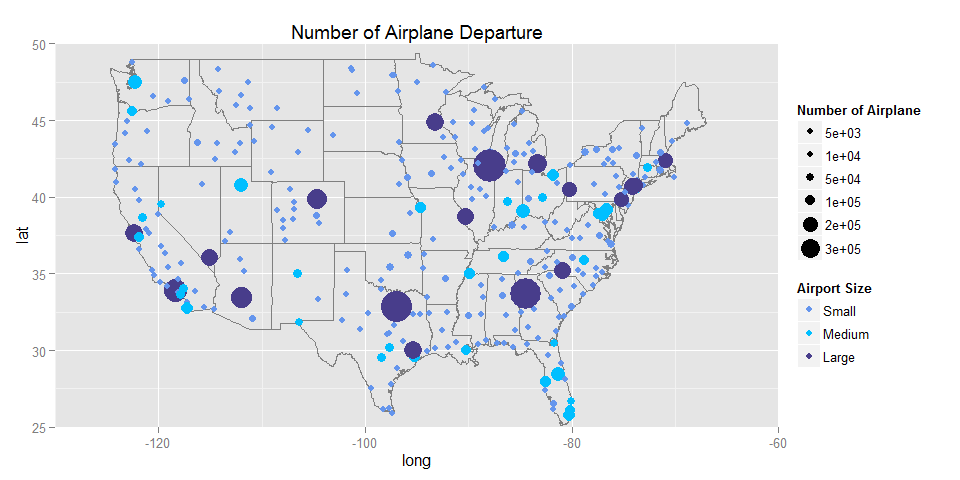 Number of Airplane Departure
50
45
40
35
30
25
lat
-120
-100
-80
-60
long
Number of Airplane
5e+03
1e+04
5e+04
1e+05
2e+05
3e+05
Airport Size
Small
Medium
Large